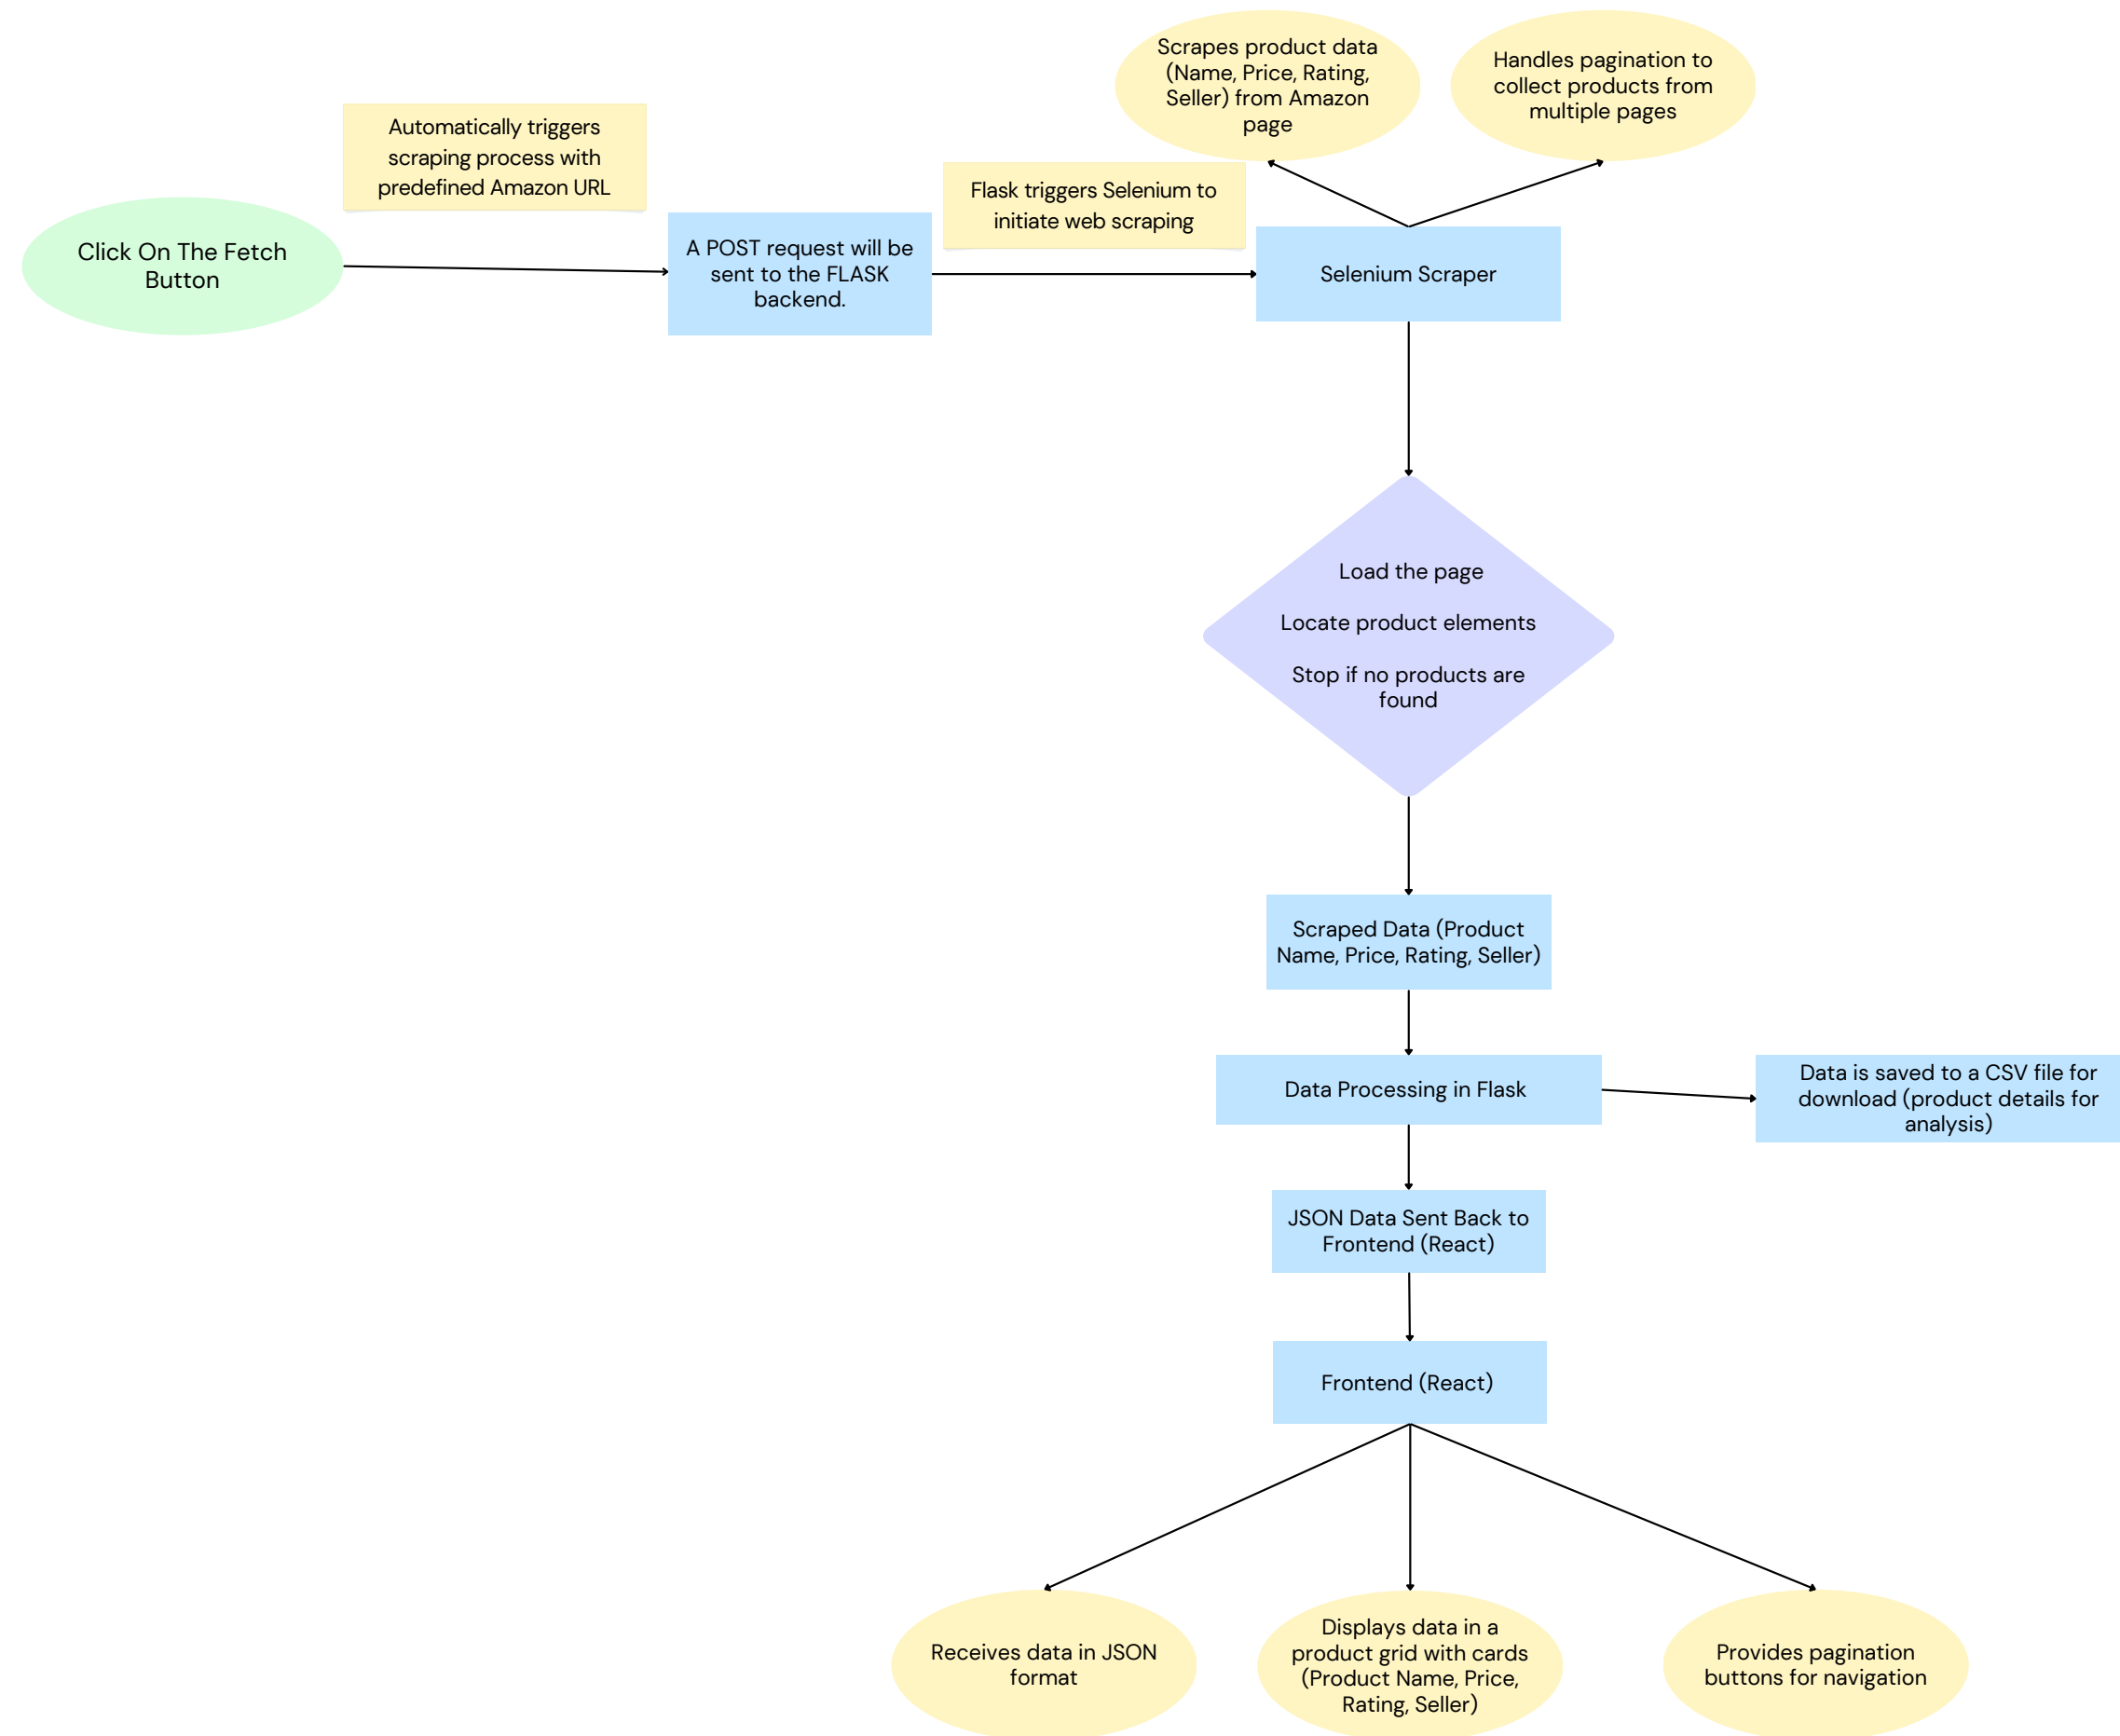 Scrapes product data
(Name, Price, Rating,
Seller) from Amazon
page
Handles pagination to
collect products from
multiple pages
Automatically triggers
scraping process with
predefined Amazon URL
Flask triggers Selenium to
initiate web scraping
Click On The Fetch
Button
A POST request will be
sent to the FLASK
backend.
Selenium Scraper
Load the page
Locate product elements
Stop if no products are
found
Scraped Data (Product
Name, Price, Rating, Seller)
Data Processing in Flask
Data is saved to a CSV file for
download (product details for
analysis)
JSON Data Sent Back to
Frontend (React)
Frontend (React)
Receives data in JSON
format
Displays data in a
product grid with cards
(Product Name, Price,
Rating, Seller)
Provides pagination
buttons for navigation